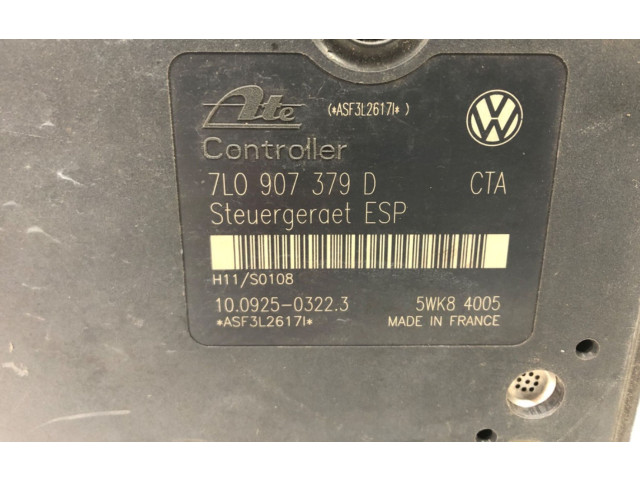 Ate (*ASF3L2617I*)
Controller
7L0 907 379 D CTA
Steuergeraet ESP
H11/S0108
10.0925-0322.3 5WK8 4005
*ASF3L2617I* MADE IN FRANCE